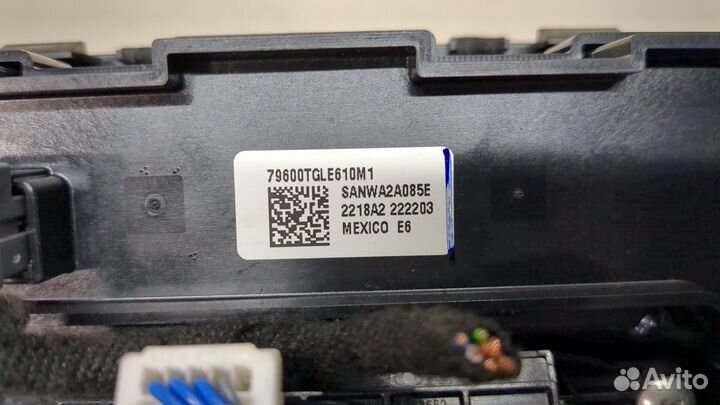 79600TGLE610M1
SANWA2A085E
2218A2 222203
MEXICO E6
Avito